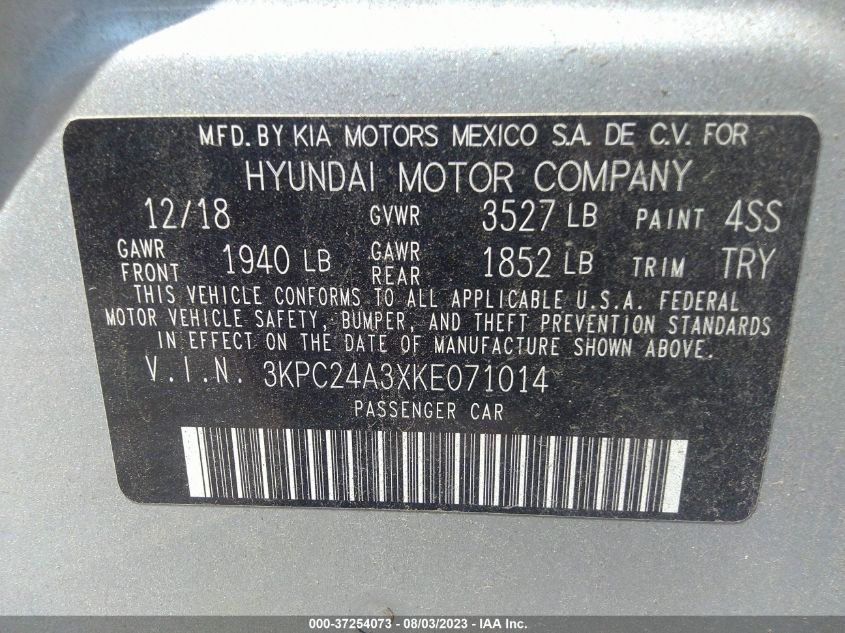 MFD. BY KIA MOTORS MEXICO S.A. DE C.V. FOR
HYUNDAI MOTOR COMPANY
12/18 GVWR 3527 LB PAINT 4SS
GAWR FRONT 1940 LB GAWR REAR 1852 LB TRIM TRY
THIS VEHICLE CONFORMS TO ALL APPLICABLE U.S.A. FEDERAL
MOTOR VEHICLE SAFETY, BUMPER, AND THEFT PREVENTION STANDARDS
IN EFFECT ON THE DATE OF MANUFACTURE SHOWN ABOVE.
V.I.N. 3KPC24A3XKE071014
PASSENGER CAR
000-37254073 - 08/03/2023 - IAA Inc.